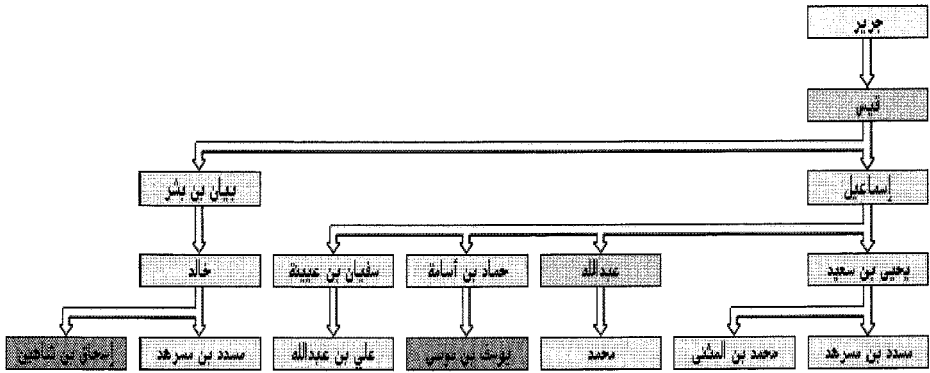 جرير
قيس
إسماعيل
بيان بن بشر
يحيى بن سعيد
عبدالله
حماد بن أسامة
سفيان بن عيينة
خالد
مسدد بن مسرهد
محمد بن المثنى
محمد
يوسف بن موسى
علي بن عبدالله
مسدد بن مسرهد
إسحاق بن شاهين